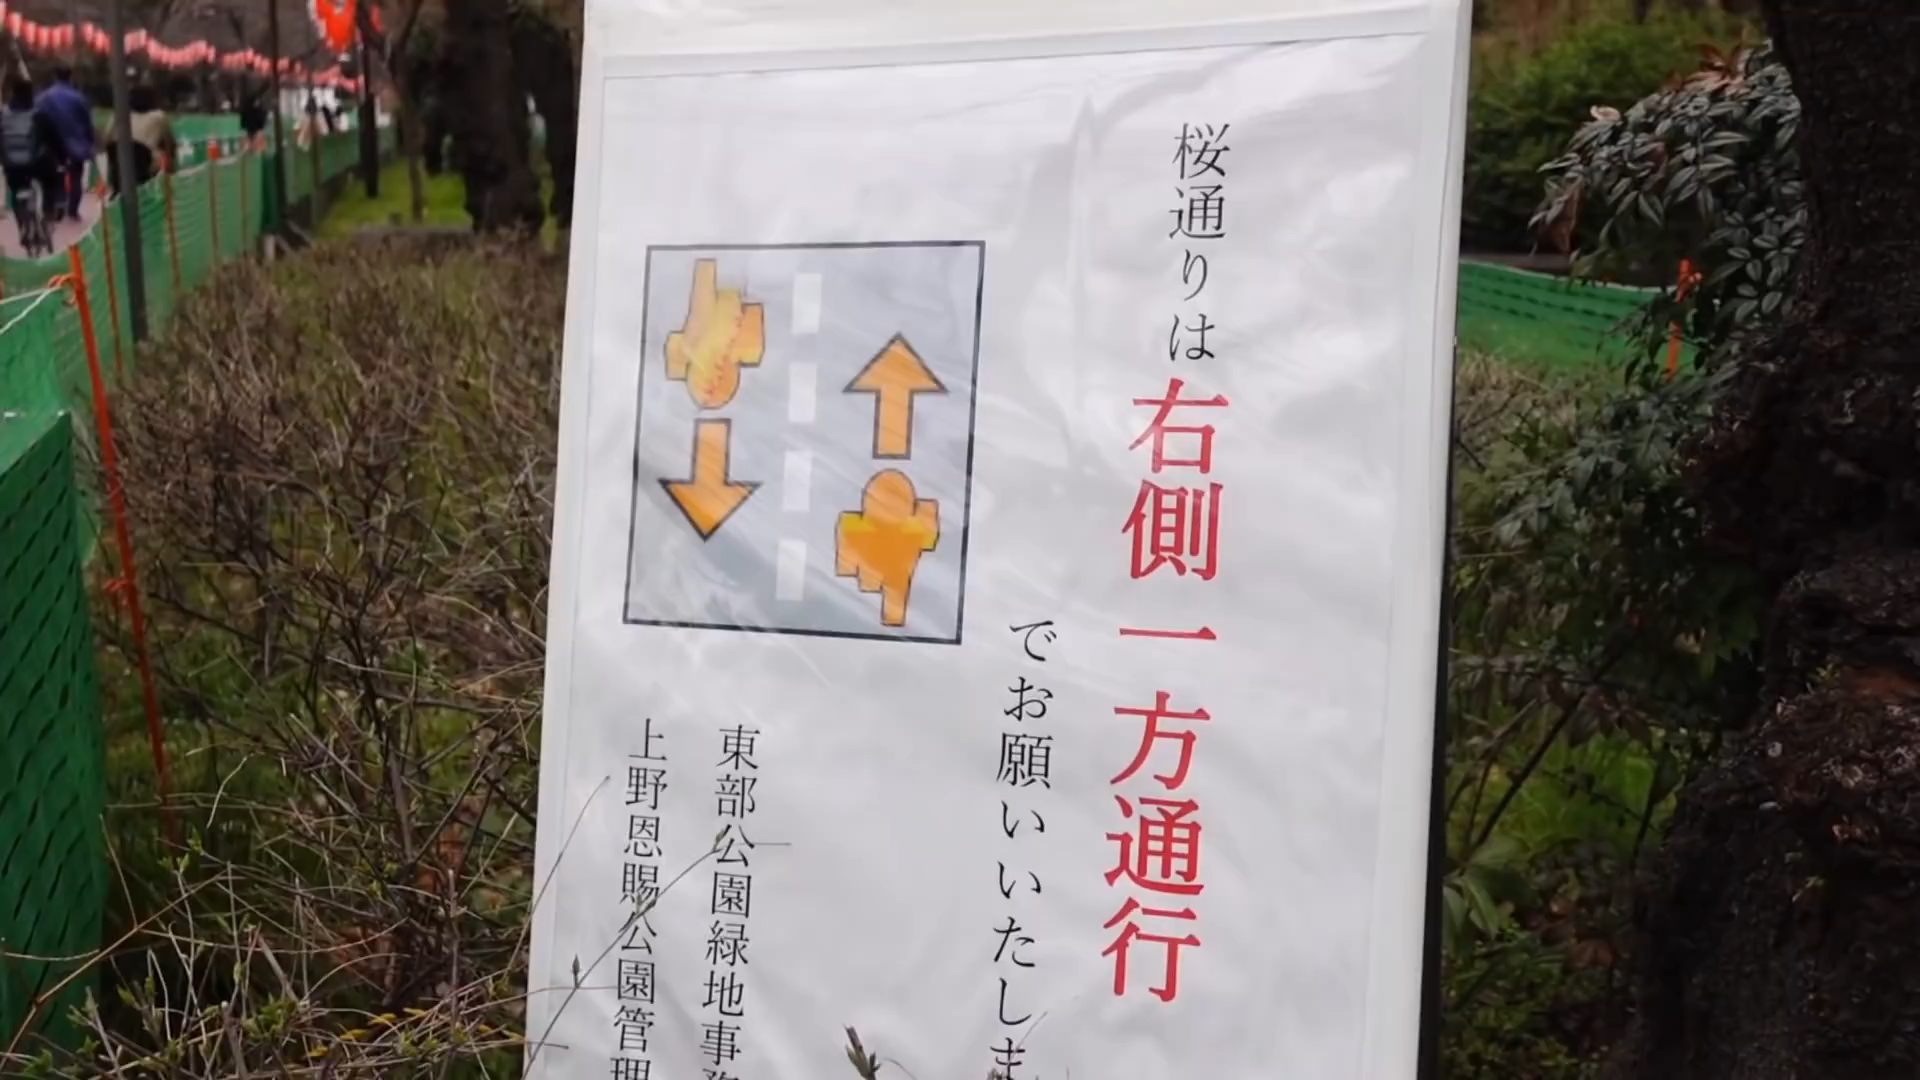 桜通りは右側一方通行
でお願いいたしま
東部公園緑地事務
上野恩賜公園管理